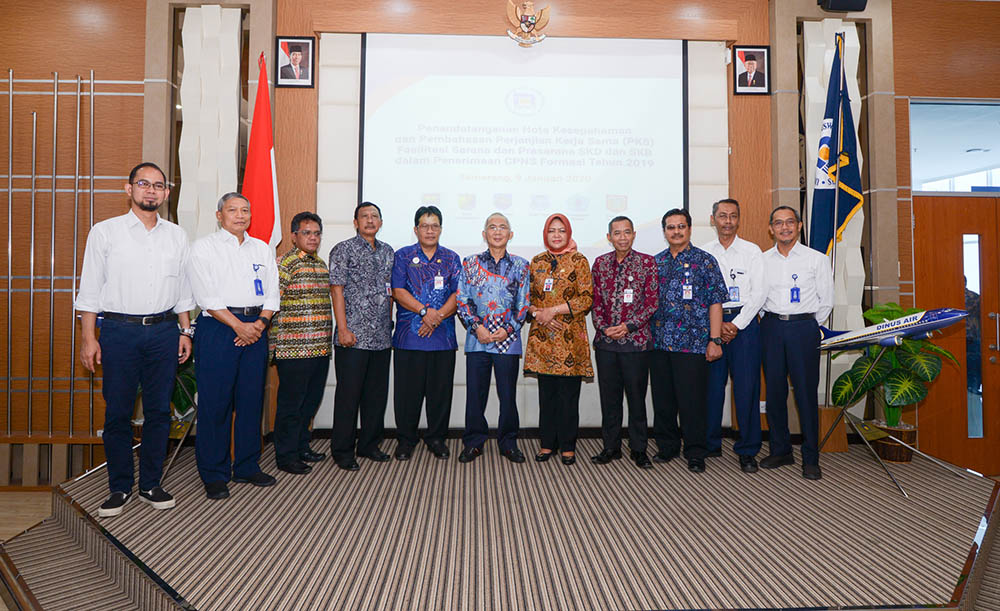 Penandatanganan Nota Kesepahaman
dan Pembahasan Perjanjian Kerja Sama (PKS)
Fasilitasi Sarana dan Prasarana SKD dan SKB
dalam Penerimaan CPNS Formasi Tahun 2019
Semarang, 9 Januari 2020
DINUS AIR